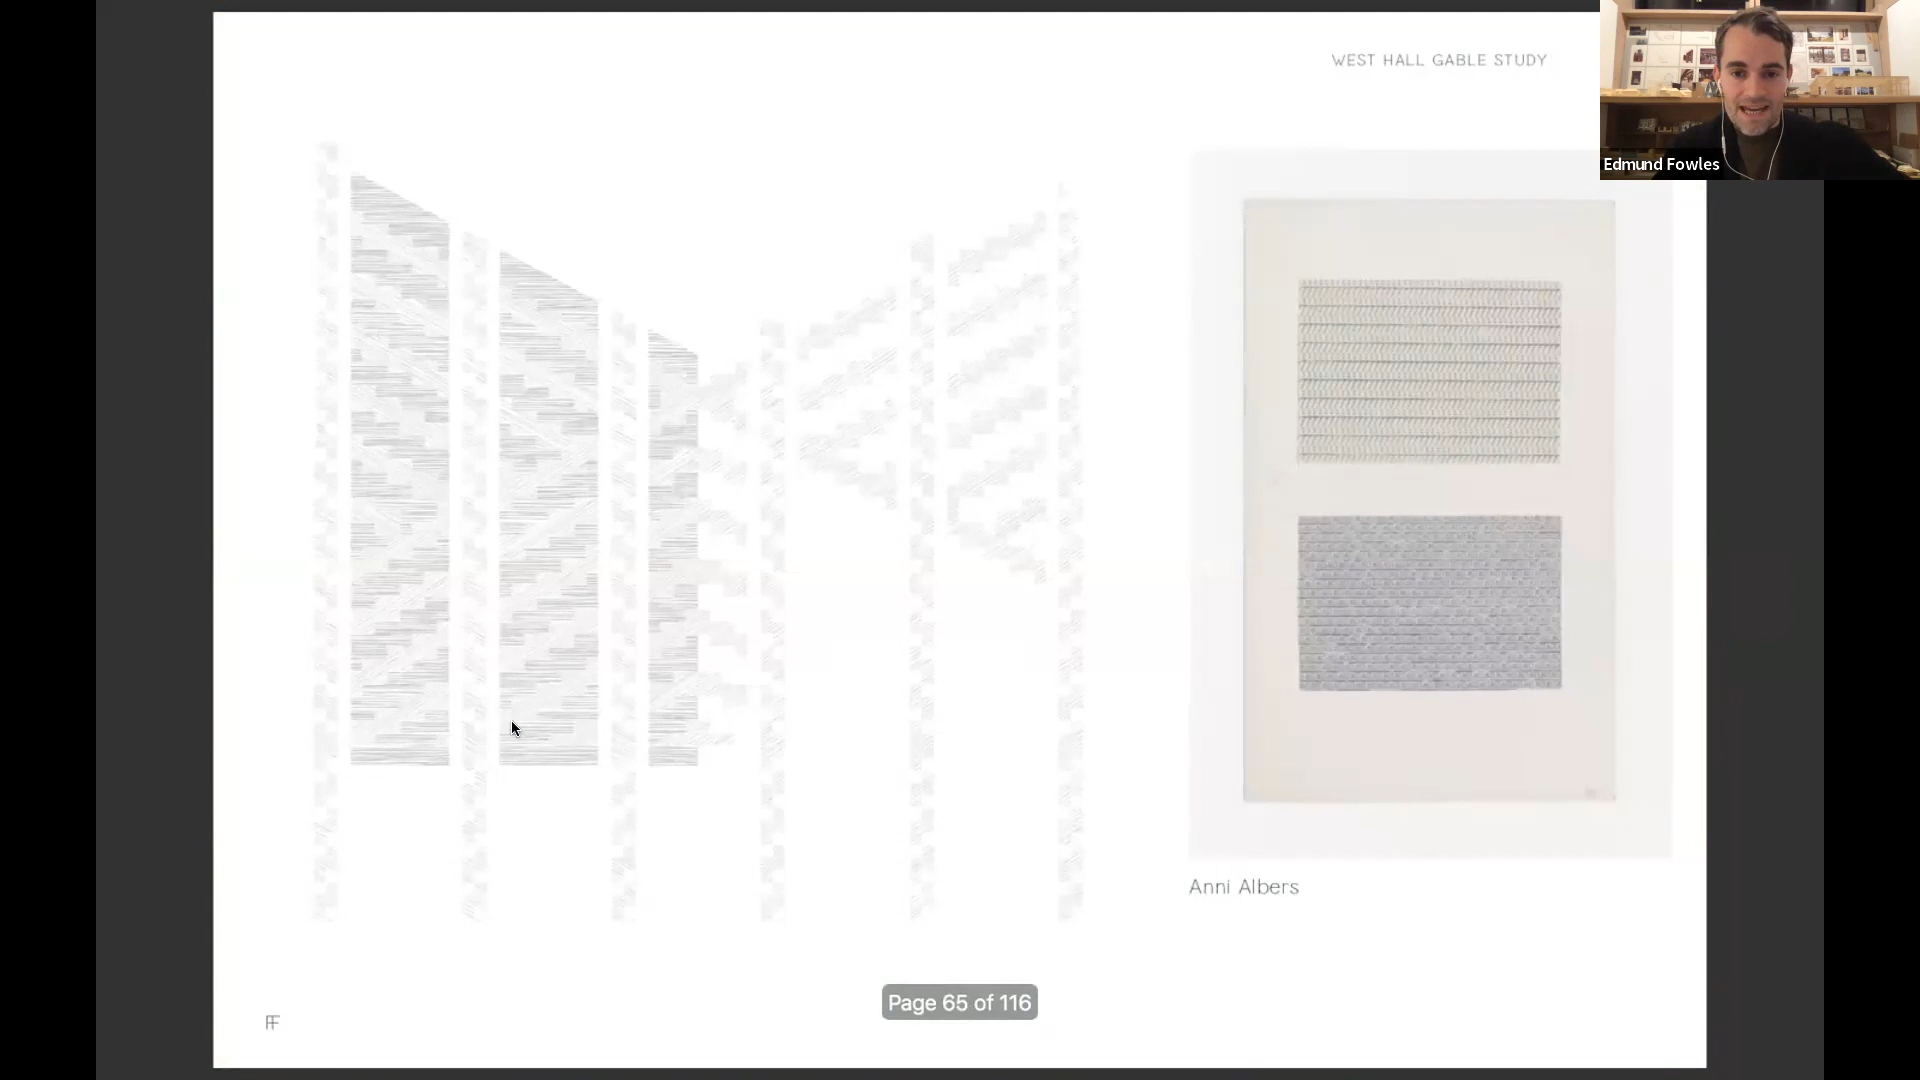 WEST HALL GABLE STUDY
Edmund Fowles
Anni Albers
Page 65 of 116
FF